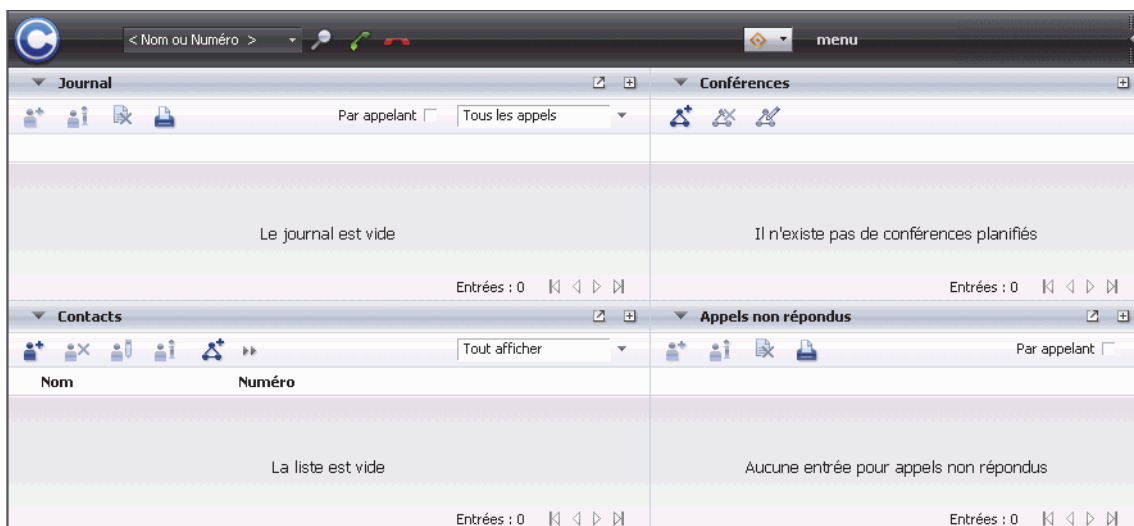 < Nom ou Numéro >
menu
Journal
Par appelant
Tous les appels
Le journal est vide
Entrées : 0
Conférences
Il n'existe pas de conférences planifiés
Entrées : 0
Contacts
Tout afficher
Nom Numéro
La liste est vide
Entrées : 0
Appels non répondus
Par appelant
Aucune entrée pour appels non répondus
Entrées : 0